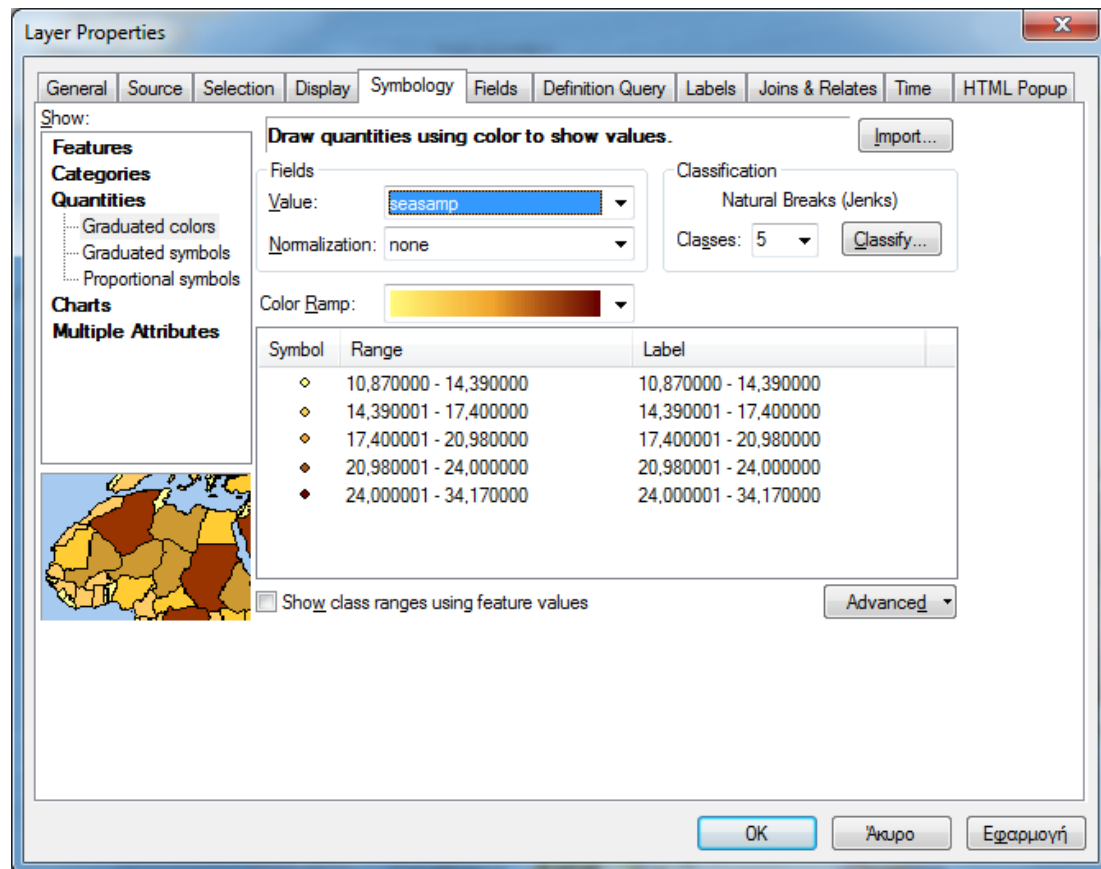 Layer Properties
General Source Selection Display Symbology Fields Definition Query Labels Joins & Relates Time HTML Popup
Show:
Features
Categories
Quantities
Graduated colors
Graduated symbols
Proportional symbols
Charts
Multiple Attributes
Draw quantities using color to show values.
Import...
Fields
Value: seasamp
Normalization: none
Classification
Natural Breaks (Jenks)
Classes: 5 Classify...
Color Ramp:
Symbol Range Label
10,870000 - 14,390000 10,870000 - 14,390000
14,390001 - 17,400000 14,390001 - 17,400000
17,400001 - 20,980000 17,400001 - 20,980000
20,980001 - 24,000000 20,980001 - 24,000000
24,000001 - 34,170000 24,000001 - 34,170000
Show class ranges using feature values
Advanced
OK Άκυρο Εφαρμογή